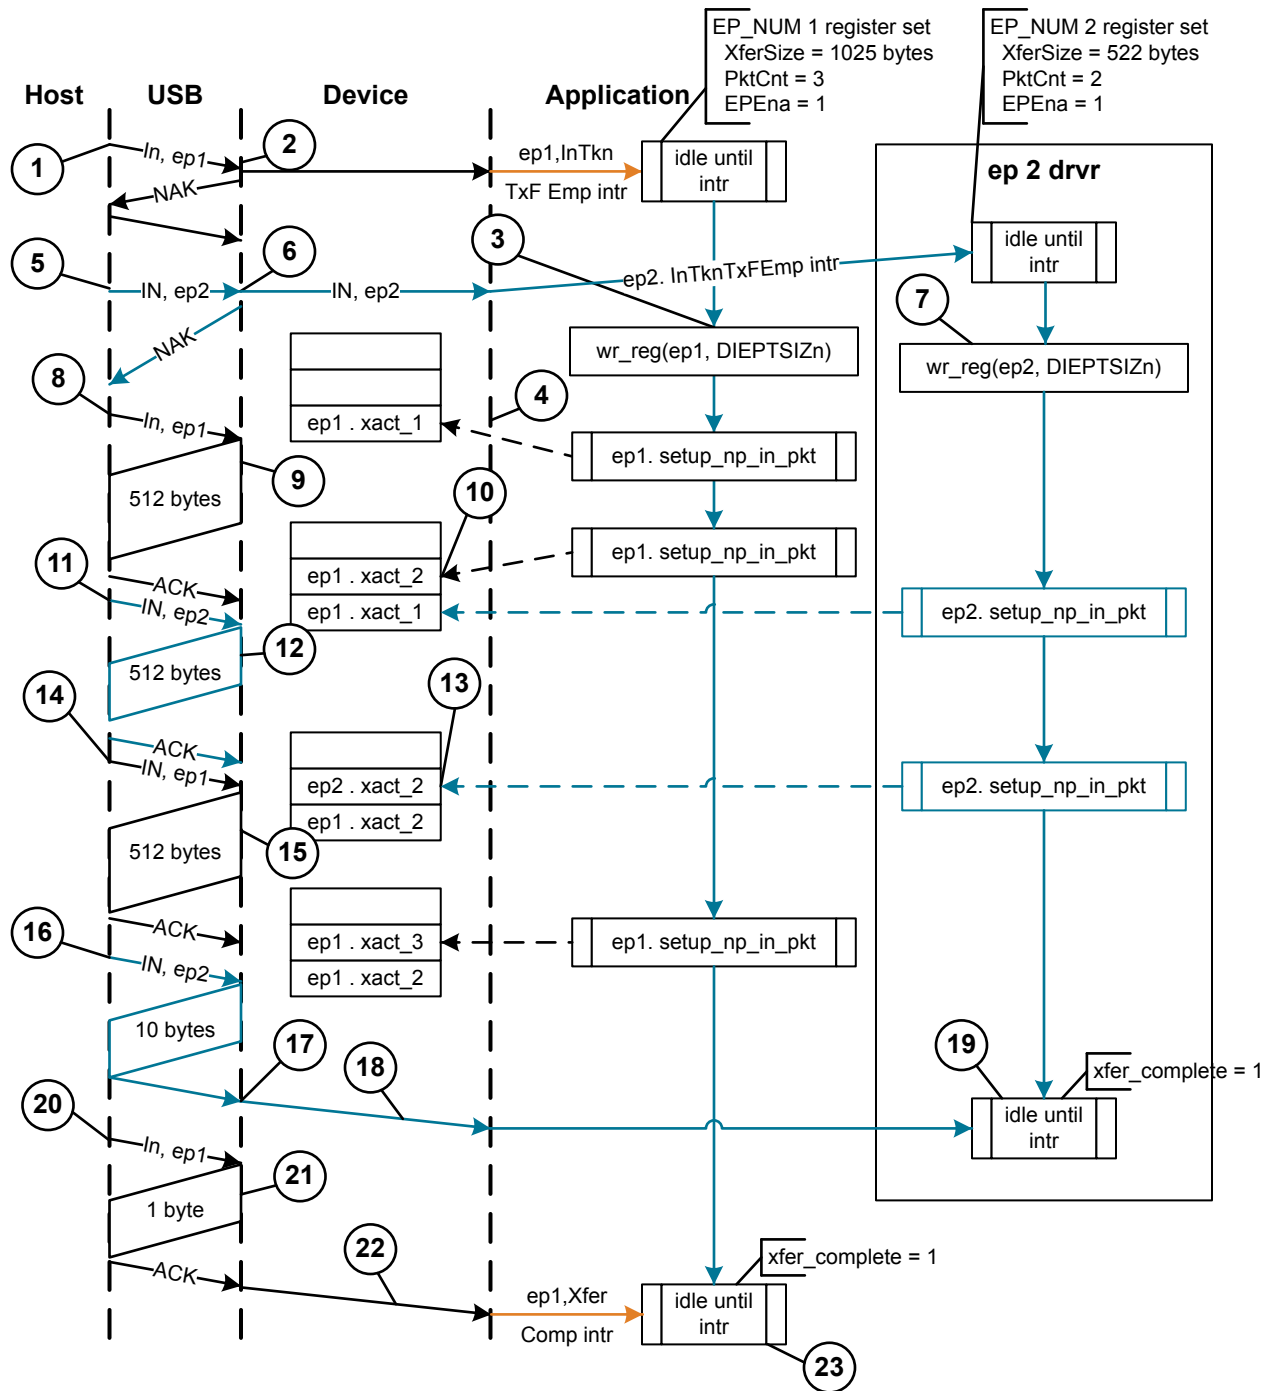 EP_NUM 1 register set
XferSize = 1025 bytes
PktCnt = 3
EPEna = 1
EP_NUM 2 register set
XferSize = 522 bytes
PktCnt = 2
EPEna = 1
Host
USB
Device
Application
1
In, ep1
2
ep1,InTkn
TxF Emp intr
idle until
intr
ep 2 drvr
NAK
3
idle until
intr
5
6
IN, ep2
IN, ep2
ep2. InTknTxFEmp intr
7
NAK
wr_reg(ep1, DIEPTSIZn)
wr_reg(ep2, DIEPTSIZn)
8
4
In, ep1
ep1 . xact_1
ep1. setup_np_in_pkt
9
10
512 bytes
ep1. setup_np_in_pkt
11
ACK
ep1 . xact_2
IN, ep2
ep1 . xact_1
ep2. setup_np_in_pkt
12
512 bytes
14
13
ACK
IN, ep1
ep2 . xact_2
ep2. setup_np_in_pkt
ep1 . xact_2
15
512 bytes
16
ACK
ep1 . xact_3
ep1. setup_np_in_pkt
IN, ep2
ep1 . xact_2
10 bytes
17
18
19
xfer_complete = 1
idle until
intr
20
In, ep1
21
1 byte
22
xfer_complete = 1
ACK
ep1,Xfer
Comp intr
idle until
intr
23